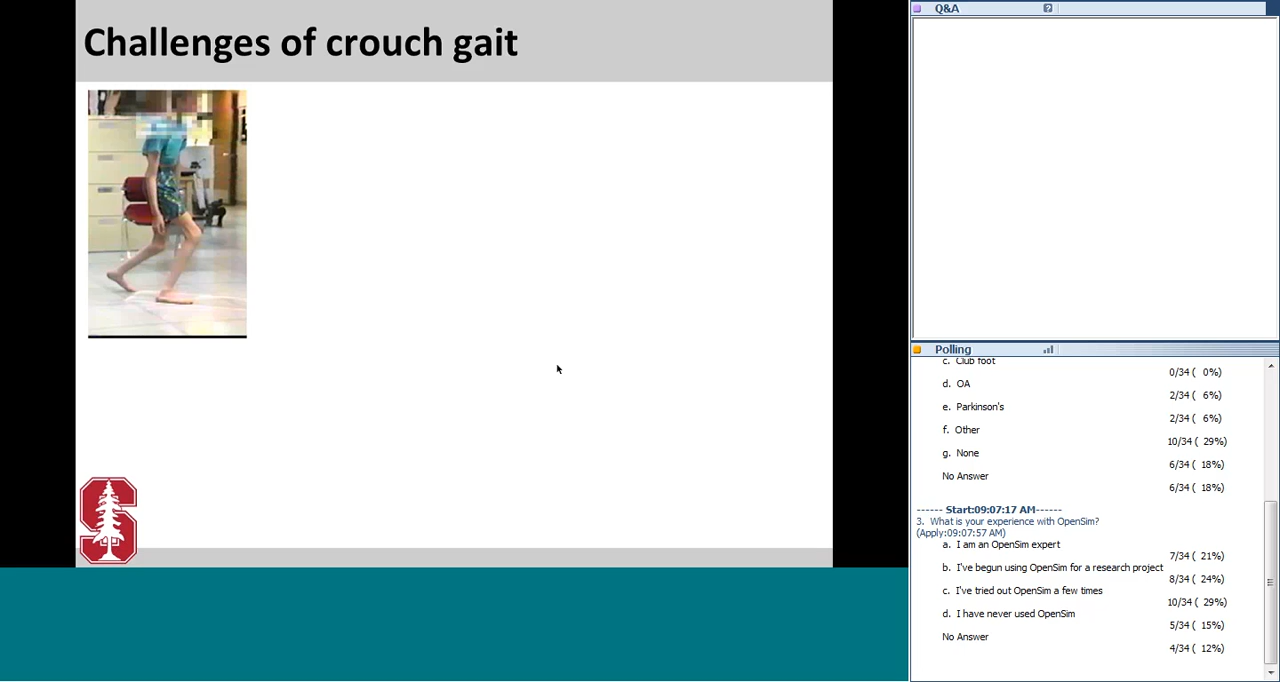 Challenges of crouch gait
Q&A
?
Polling
c. Club foot
0/34 ( 0%)
d. OA
2/34 ( 6%)
e. Parkinson's
2/34 ( 6%)
f. Other
10/34 ( 29%)
g. None
6/34 ( 18%)
No Answer
6/34 ( 18%)
------ Start:09:07:17 AM------
3. What is your experience with OpenSim?
(Apply:09:07:57 AM)
a. I am an OpenSim expert
7/34 ( 21%)
b. I've begun using OpenSim for a research project
8/34 ( 24%)
c. I've tried out OpenSim a few times
10/34 ( 29%)
d. I have never used OpenSim
5/34 ( 15%)
No Answer
4/34 ( 12%)